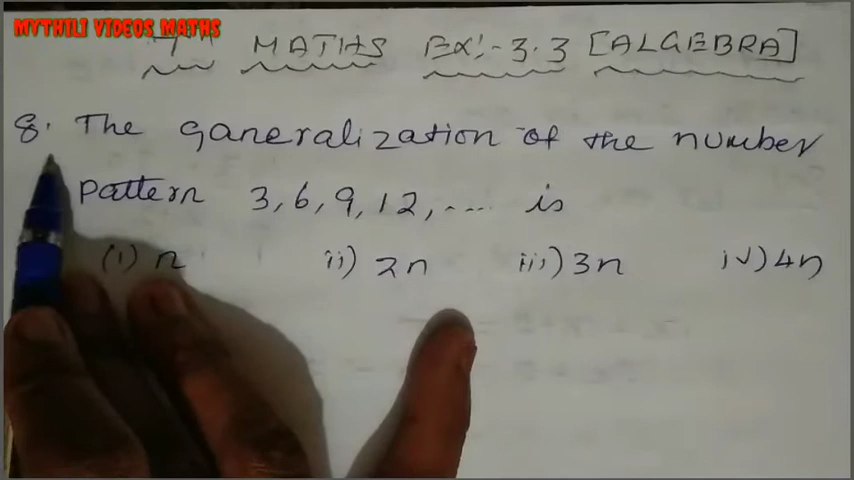 MYTHILI VIDEOS MATHS
MATHS EX:- 3.3 [ALGEBRA]
8. The ganeralization of the number
pattern 3, 6, 9, 12, .... is
(i) n ii) 2n iii) 3n iv) 4n